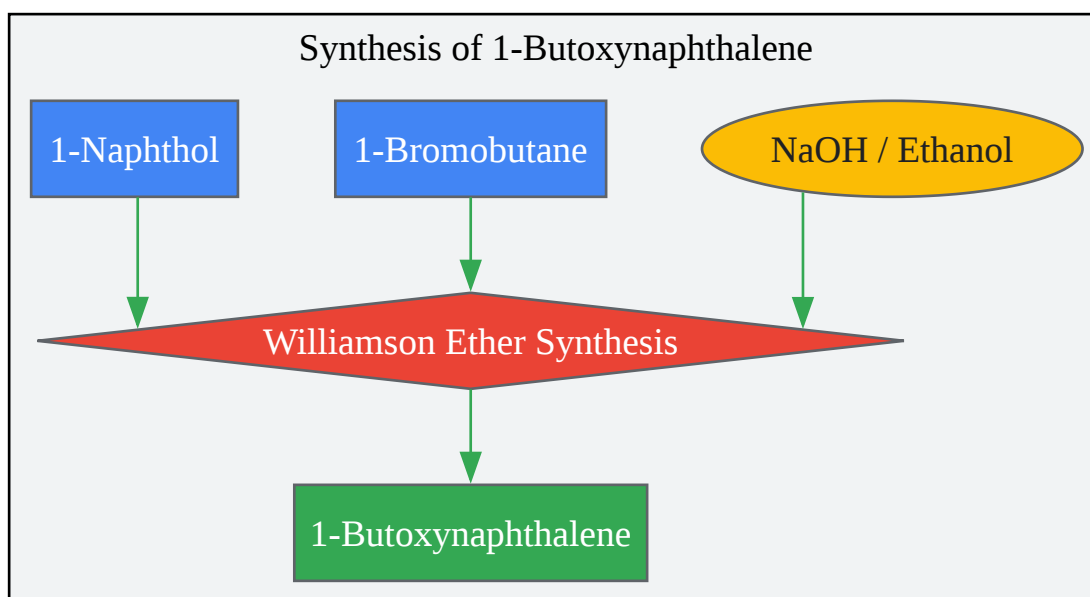 Synthesis of 1-Butoxynaphthalene
1-Naphthol
1-Bromobutane
NaOH / Ethanol
Williamson Ether Synthesis
1-Butoxynaphthalene